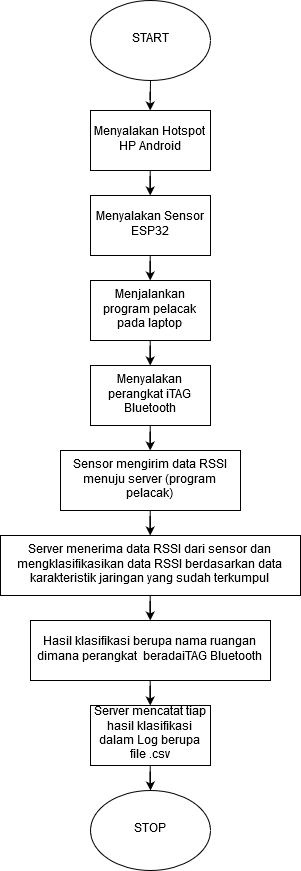 START
Menyalakan Hotspot
HP Android
Menyalakan Sensor
ESP32
Menjalankan
program pelacak
pada laptop
Menyalakan
perangkat iTAG
Bluetooth
Sensor mengirim data RSSI
menuju server (program
pelacak)
Server menerima data RSSI dari sensor dan
mengklasifikasikan data RSSI berdasarkan data
karakteristik jaringan yang sudah terkumpul
Hasil klasifikasi berupa nama ruangan
dimana perangkat beradaiTAG Bluetooth
Server mencatat tiap
hasil klasifikasi
dalam Log berupa
file .csv
STOP